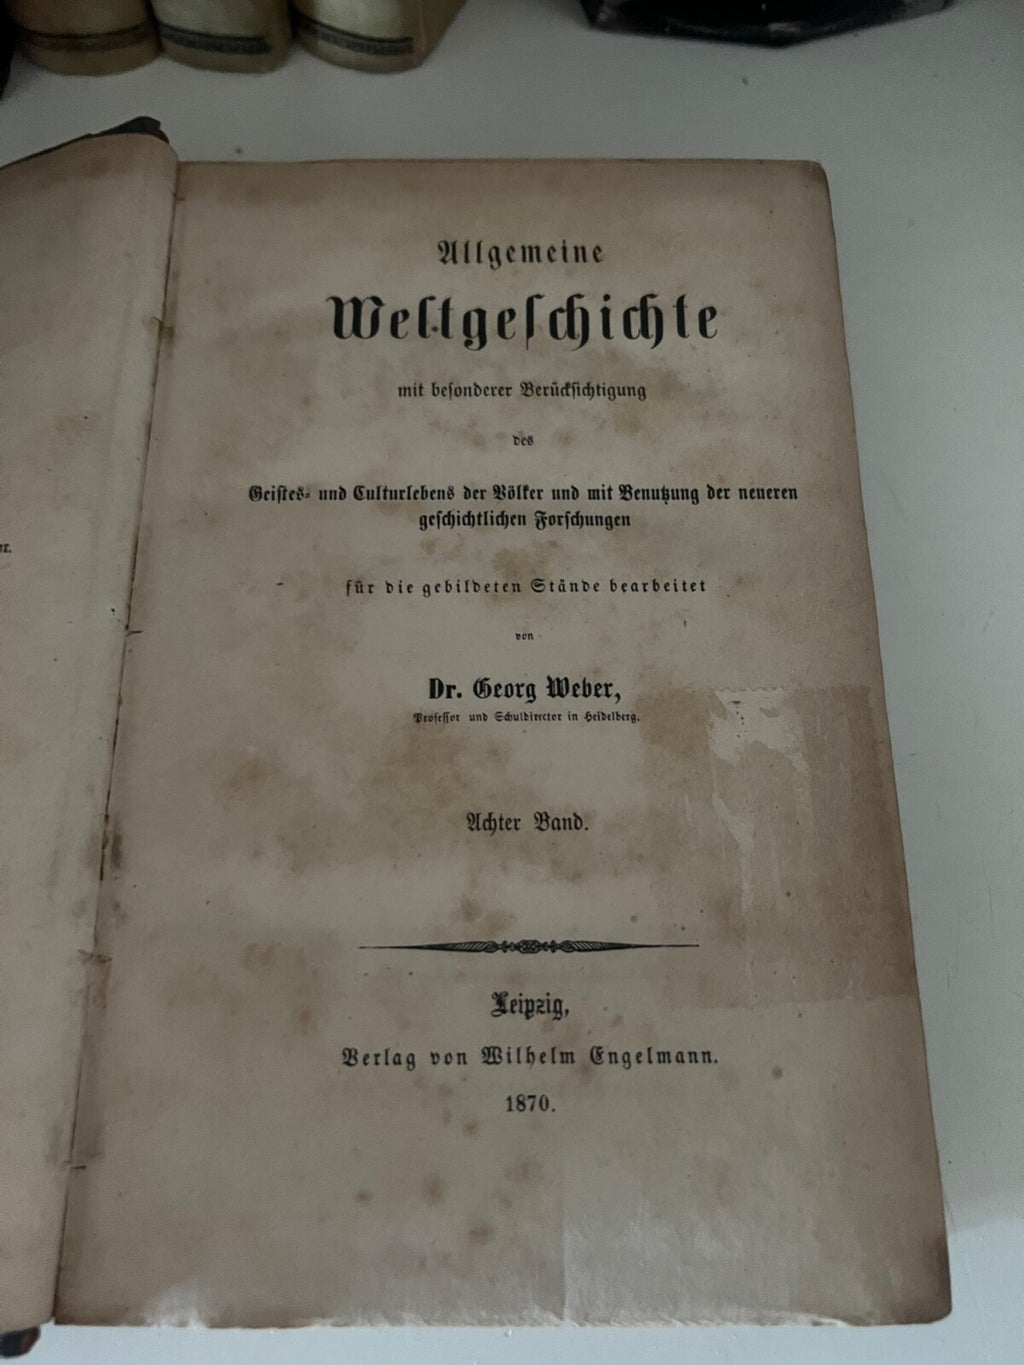 Allgemeine
Weltgeschichte
mit besonderer Berücksichtigung
des
Geistes- und Culturlebens der Völker und mit Benutzung der neueren
geschichtlichen Forschungen
für die gebildeten Stände bearbeitet
von
Dr. Georg Weber,
Professor und Schuldirector in Heidelberg.
Achter Band.
Leipzig,
Verlag von Wilhelm Engelmann.
1870.